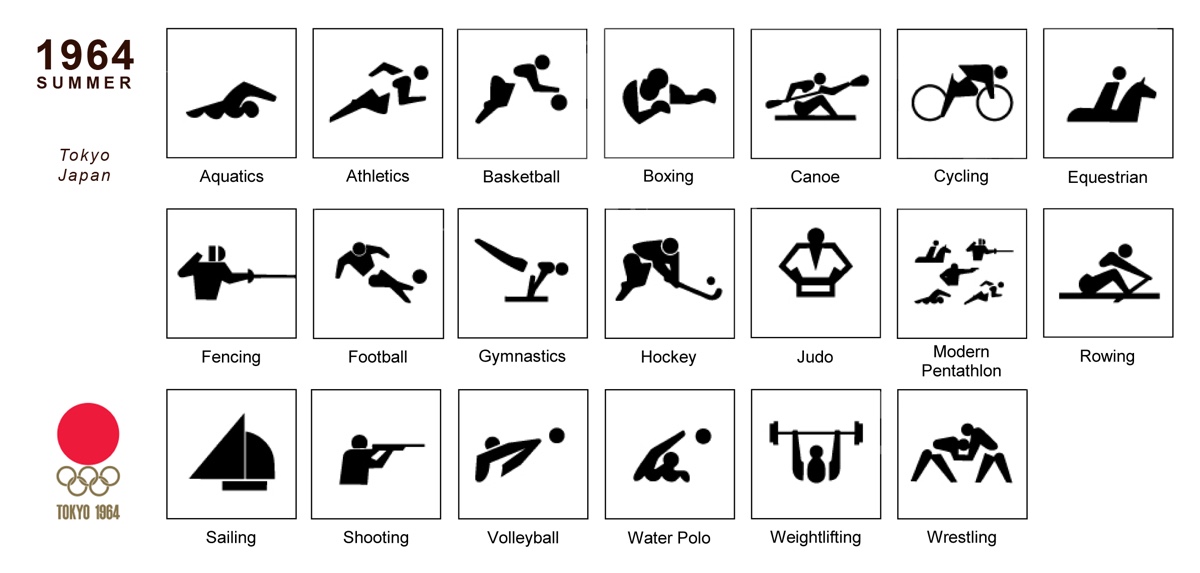 1964
SUMMER
Tokyo
Japan
Aquatics
Athletics
Basketball
Boxing
Canoe
Cycling
Equestrian
Fencing
Football
Gymnastics
Hockey
Judo
Modern
Pentathlon
Rowing
TOKYO 1964
Sailing
Shooting
Volleyball
Water Polo
Weightlifting
Wrestling